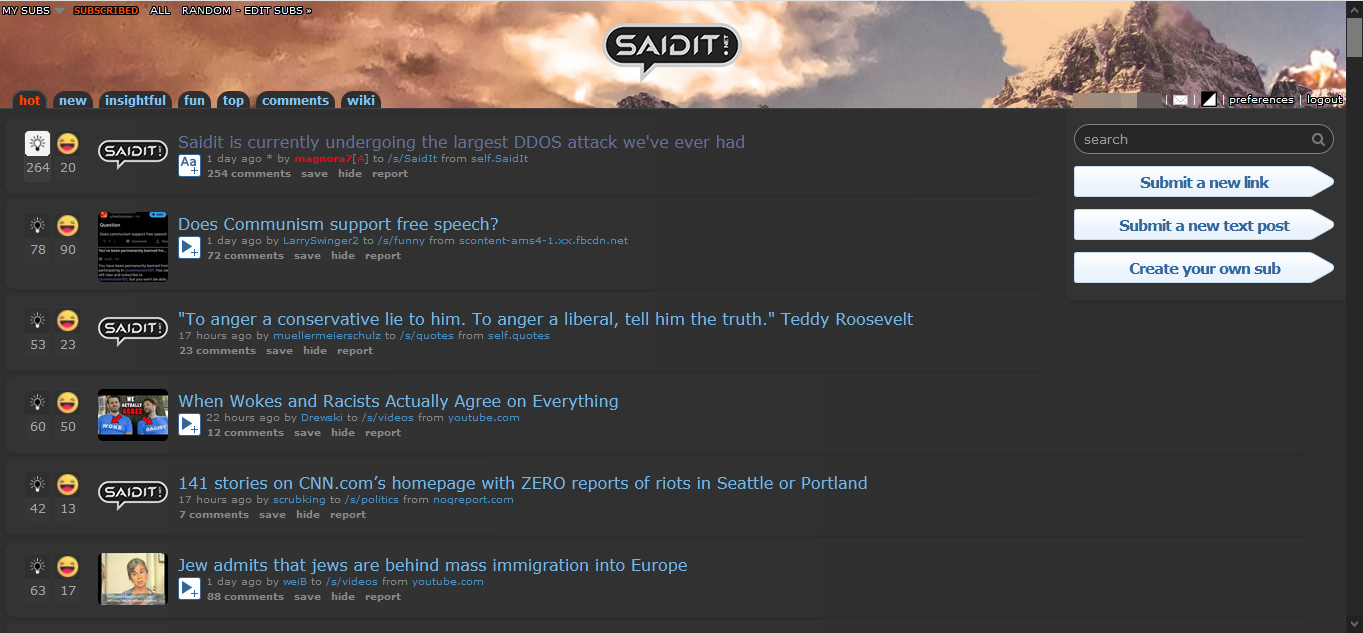 MY SUBS SUBSCRIBED ALL - RANDOM - EDIT SUBS »
SAIDIT.NET
hot new insightful fun top comments wiki
| | | preferences | logout
search
Submit a new link
Submit a new text post
Create your own sub
264 20
SAIDIT!
Saidit is currently undergoing the largest DDOS attack we've ever had
Aa+
1 day ago * by magnora7[A] to /s/SaidIt from self.SaidIt
254 comments save hide report
78 90
Question
Does Communism support free speech?
1 day ago by LarrySwinger2 to /s/funny from scontent-ams4-1.xx.fbcdn.net
72 comments save hide report
53 23
SAIDIT!
"To anger a conservative lie to him. To anger a liberal, tell him the truth." Teddy Roosevelt
17 hours ago by muellermeierschulz to /s/quotes from self.quotes
23 comments save hide report
60 50
WE ACTUALLY AGREE
WOKE RACIST
When Wokes and Racists Actually Agree on Everything
22 hours ago by Drewski to /s/videos from youtube.com
12 comments save hide report
42 13
SAIDIT!
141 stories on CNN.com’s homepage with ZERO reports of riots in Seattle or Portland
17 hours ago by scrubking to /s/politics from noqreport.com
7 comments save hide report
63 17
Jew admits that jews are behind mass immigration into Europe
1 day ago by weiB to /s/videos from youtube.com
88 comments save hide report